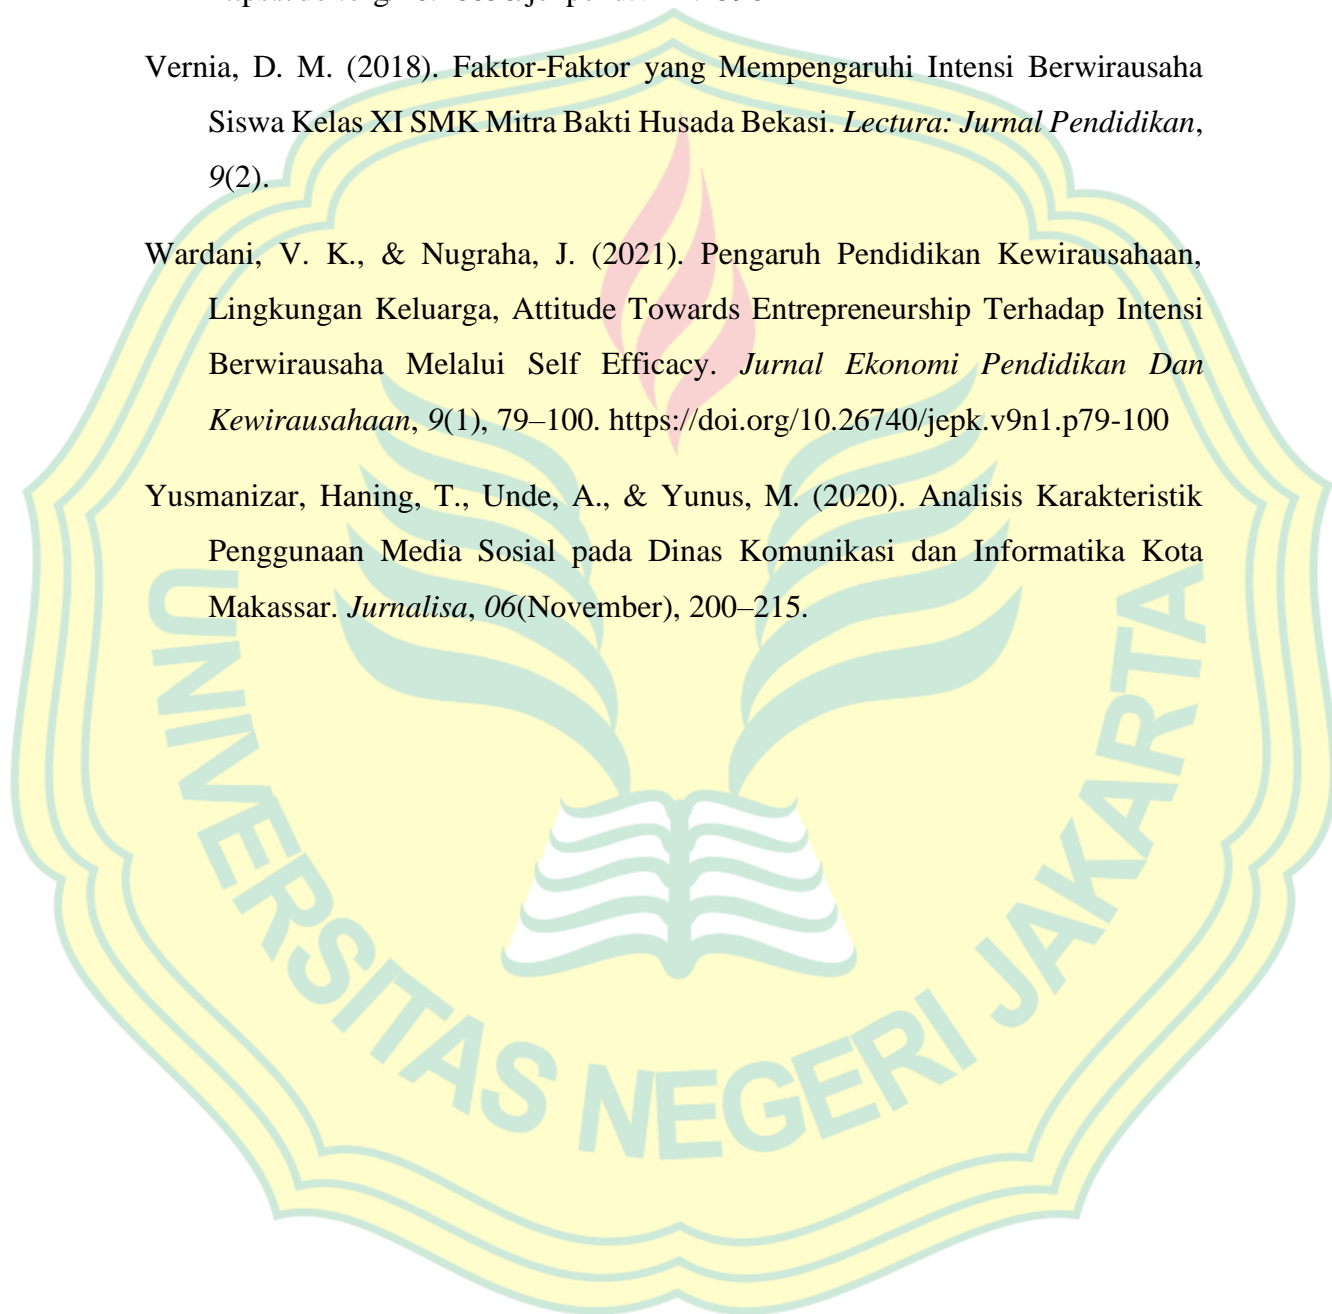 Vernia, D. M. (2018). Faktor-Faktor yang Mempengaruhi Intensi Berwirausaha
Siswa Kelas XI SMK Mitra Bakti Husada Bekasi. Lectura: Jurnal Pendidikan,
9(2).
Wardani, V. K., & Nugraha, J. (2021). Pengaruh Pendidikan Kewirausahaan,
Lingkungan Keluarga, Attitude Towards Entrepreneurship Terhadap Intensi
Berwirausaha Melalui Self Efficacy. Jurnal Ekonomi Pendidikan Dan
Kewirausahaan, 9(1), 79–100. https://doi.org/10.26740/jepk.v9n1.p79-100
Yusmanizar, Haning, T., Unde, A., & Yunus, M. (2020). Analisis Karakteristik
Penggunaan Media Sosial pada Dinas Komunikasi dan Informatika Kota
Makassar. Jurnalisa, 06(November), 200–215.
UNIVERSITAS NEGERI JAKARTA